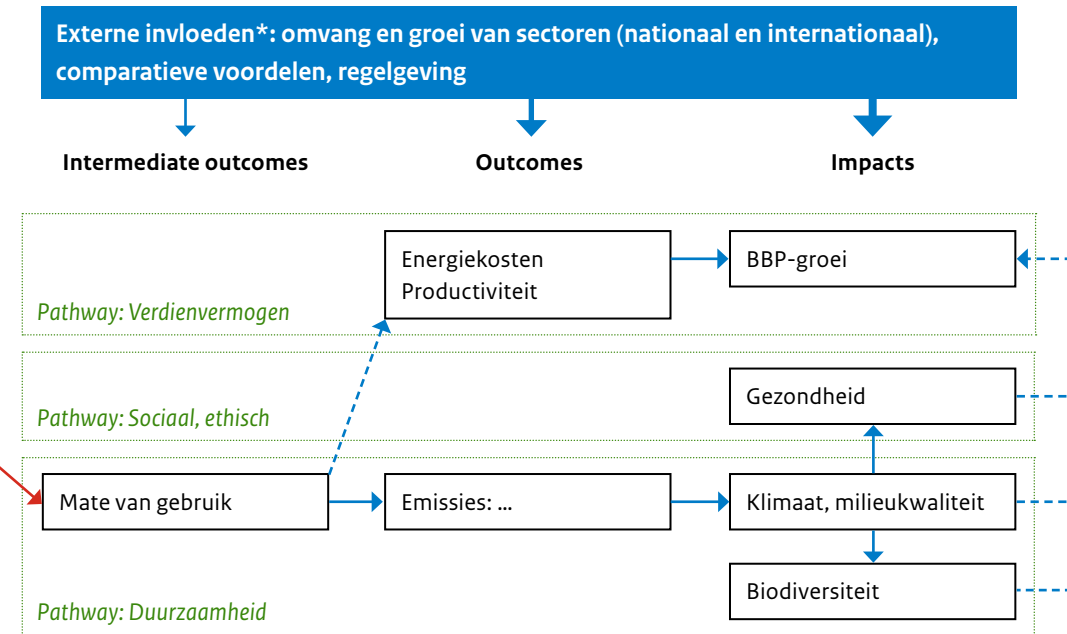 Externe invloeden*: omvang en groei van sectoren (nationaal en internationaal),
comparatieve voordelen, regelgeving
Intermediate outcomes
Outcomes
Impacts
Energiekosten
Productiviteit
BBP-groei
Pathway: Verdienvermogen
Gezondheid
Pathway: Sociaal, ethisch
Mate van gebruik
Emissies: ...
Klimaat, milieukwaliteit
Biodiversiteit
Pathway: Duurzaamheid